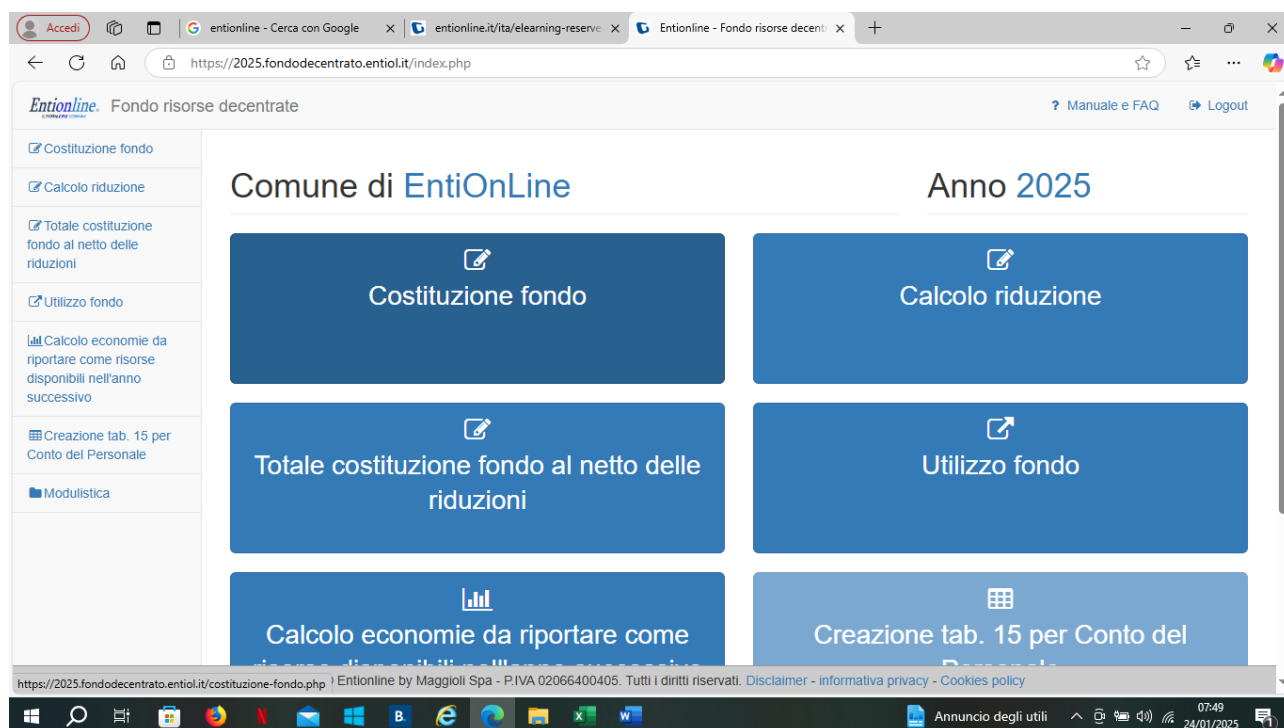 Accedi
entionline - Cerca con Google
entionline.it/ita/elearning-reserve
Entionline - Fondo risorse decent
https://2025.fondodecentrato.entiol.it/index.php
Entionline. Fondo risorse decentrate
? Manuale e FAQ
Logout
Costituzione fondo
Calcolo riduzione
Totale costituzione
fondo al netto delle
riduzioni
Utilizzo fondo
Calcolo economie da
riportare come risorse
disponibili nell'anno
successivo
Creazione tab. 15 per
Conto del Personale
Modulistica
Comune di EntiOnLine
Anno 2025
Costituzione fondo
Calcolo riduzione
Totale costituzione fondo al netto delle
riduzioni
Utilizzo fondo
Calcolo economie da riportare come
risorse disponibili nell'anno successivo
Creazione tab. 15 per Conto del
Personale
https://2025.fondodecentrato.entiol.it/costituzione-fondo.php
Entionline by Maggioli Spa - P.IVA 02066400405. Tutti i diritti riservati. Disclaimer - informativa privacy - Cookies policy
Annuncio degli utili
07:49
24/01/2025